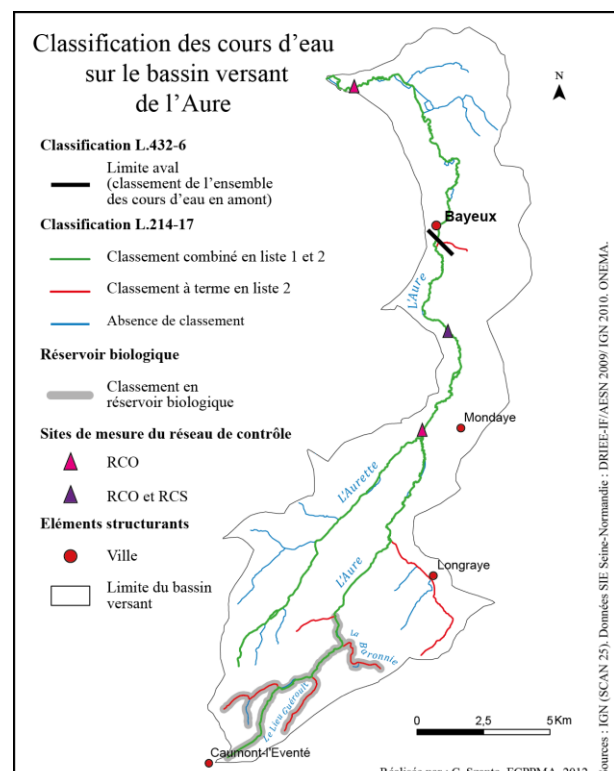 Classification des cours d'eau
sur le bassin versant
de l'Aure
N
Classification L.432-6
Limite aval
(classement de l'ensemble
des cours d'eau en amont)
Classification L.214-17
Classement combiné en liste 1 et 2
Classement à terme en liste 2
Absence de classement
Réservoir biologique
Classement en
réservoir biologique
Sites de mesure du réseau de contrôle
RCO
RCO et RCS
Eléments structurants
Ville
Limite du bassin
versant
Bayeux
L'Aure
Mondaye
L'Aurette
L'Aure
Longraye
la Baronnie
Le Lieu Guéroult
Caumont-l'Eventé
0 2,5 5 Km
Sources : IGN (SCAN 25), Données SIE Seine-Normandie : DRIEE-IF/AESN 2009/ IGN 2010, ONEMA.